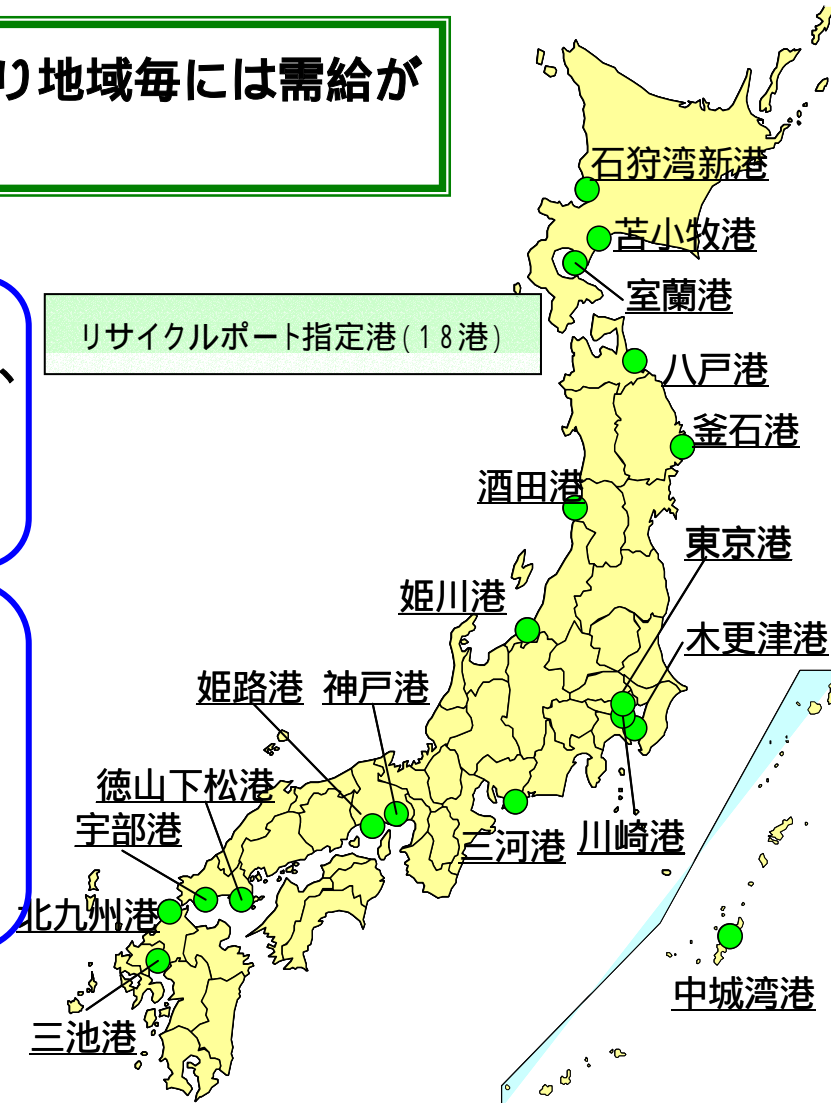 り地域毎には需給が
、
リサイクルポート指定港(18港)
石狩湾新港
苫小牧港
室蘭港
八戸港
釜石港
酒田港
東京港
姫川港
木更津港
姫路港
神戸港
徳山下松港
宇部港
三河港
川崎港
北九州港
中城湾港
三池港